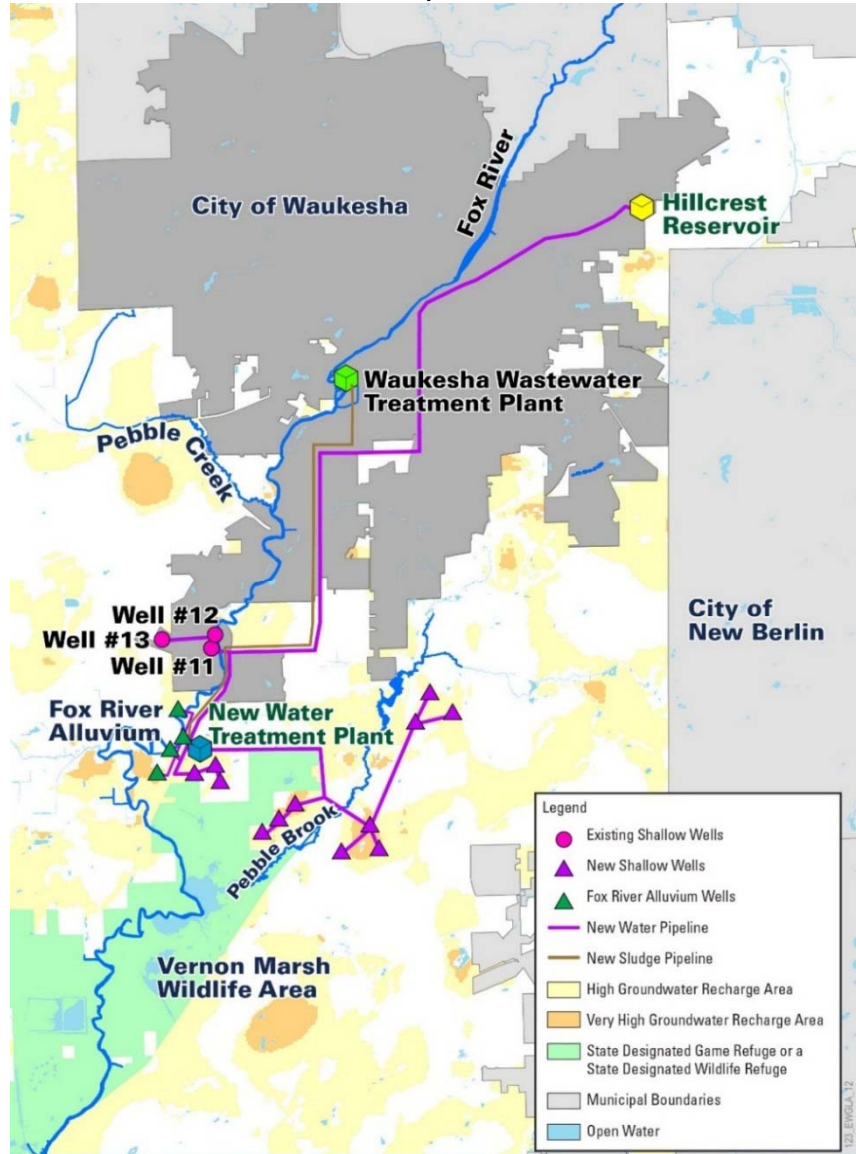 Fox River
City of Waukesha
Hillcrest
Reservoir
Waukesha Wastewater
Treatment Plant
Pebble Creek
City of
New Berlin
Well #12
Well #13
Well #11
Fox River
Alluvium
New Water
Treatment Plant
Pebble Brook
Vernon Marsh
Wildlife Area
Legend
Existing Shallow Wells
New Shallow Wells
Fox River Alluvium Wells
New Water Pipeline
New Sludge Pipeline
High Groundwater Recharge Area
Very High Groundwater Recharge Area
State Designated Game Refuge or a
State Designated Wildlife Refuge
Municipal Boundaries
Open Water
123_EWGLA_12